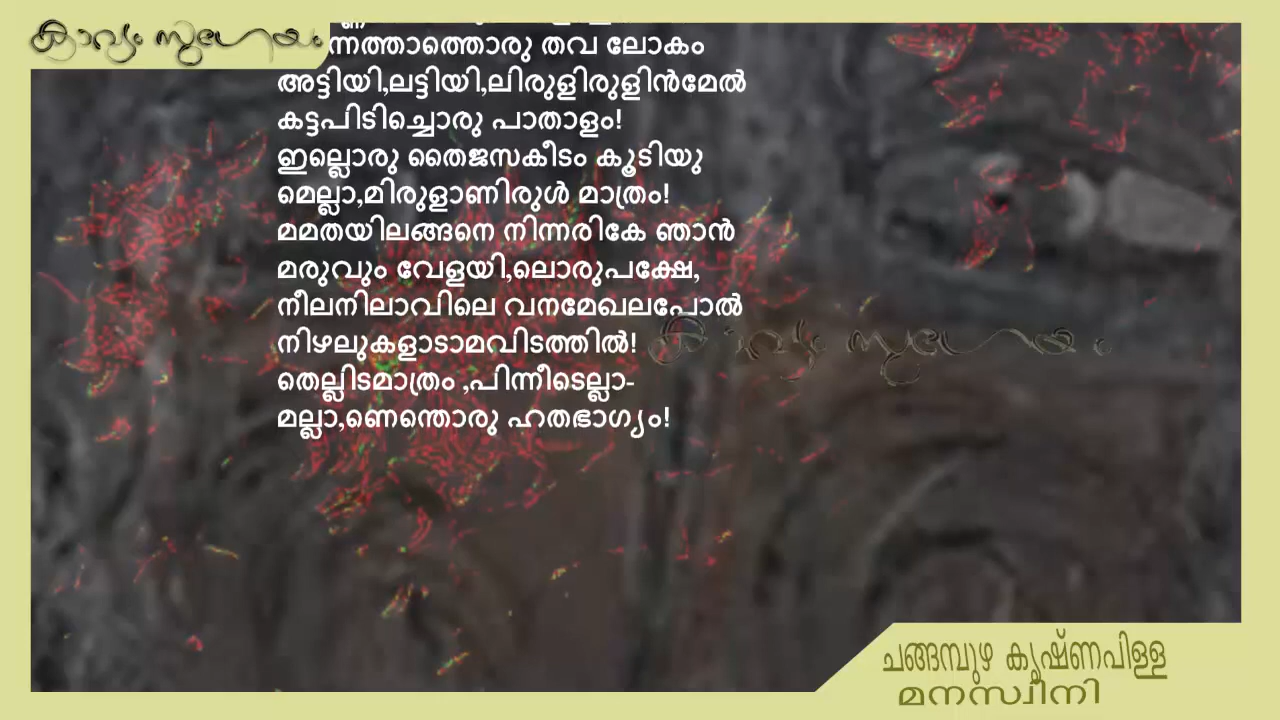 കാവ്യം സുഗേയം
ന്നെത്താത്തൊരു തവ ലോകം
അട്ടിയി,ലട്ടിയി,ലിരുളിരുളിൻമേൽ
കട്ടപിടിച്ചൊരു പാതാളം!
ഇല്ലൊരു തൈജസകീടം കൂടിയു
മെല്ലാ,മിരുളാണിരുൾ മാത്രം!
മമതയിലങ്ങനെ നിന്നരികേ ഞാൻ
മരുവും വേളയി,ലൊരുപക്ഷേ,
നീലനിലാവിലെ വനമേഖലപോൽ
നിഴലുകളാടാമവിടത്തിൽ!
കാവ്യം സുഗേയം
തെല്ലിടമാത്രം ,പിന്നീടെല്ലാ-
മല്ലാ,ണെന്തൊരു ഹതഭാഗ്യം!
ചങ്ങമ്പുഴ കൃഷ്ണപിള്ള
മനസ്വിനി